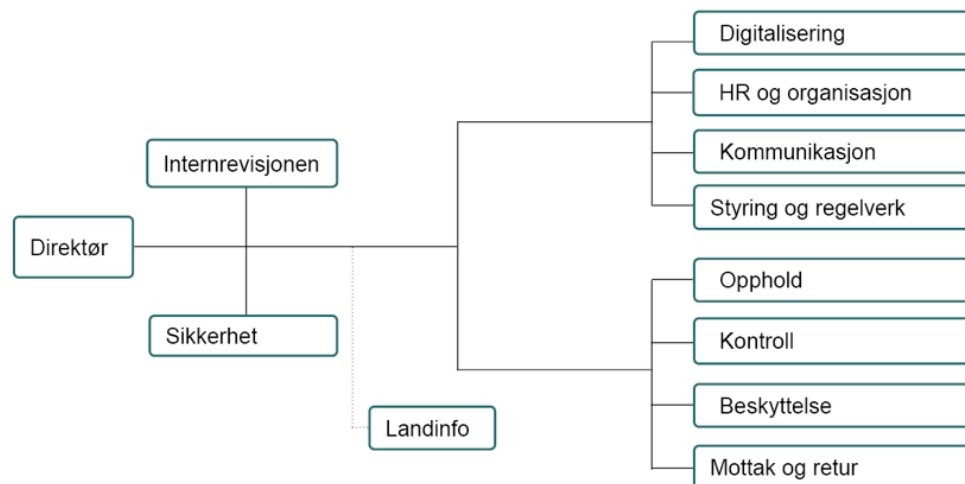 Direktør
Internrevisjonen
Sikkerhet
Landinfo
Digitalisering
HR og organisasjon
Kommunikasjon
Styring og regelverk
Opphold
Kontroll
Beskyttelse
Mottak og retur